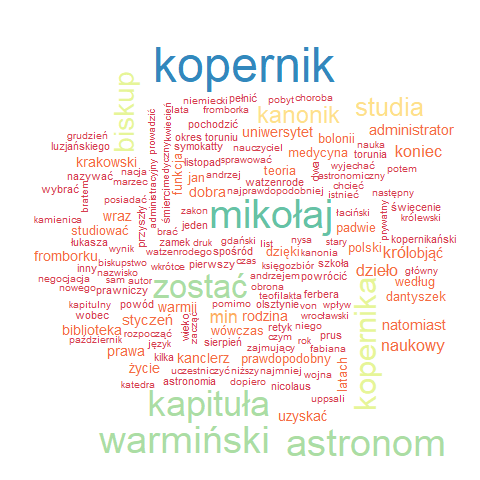 kopernik
biskup
niemiecki
pełnić
pobyt
choroba
lata
fromborka
kanonik
studia
grudzień
luzjańskiego
administracyjny
prowadzić
kwiecień
pochodzić
okres
toruniu
uniwersytet
bolonii
administrator
krakowski
medyczny
symokatty
nauczyciel
medycyna
nauka
torunia
koniec
nazywać
nacja
funkcja
listopad
sprawować
teoria
dwa
wyjechać
potem
wybrać
bratem
marzec
śmierci
jan
andrzej
watzenrode
astronomiczny
chcieć
następny
posiadać
dobra
najprawdopodobniej
istnieć
prywatny
kamienica
wraz
przyszły
zakon
mikołaj
łaciński
święcenie
królewski
studiować
brać
jeden
padwie
łukasza
zamek
druk
gdański
list
nysa
stary
polski
kopernikański
fromborku
wynik
watzenrodego
spośród
dzięki
kanonia
królobjąć
inny
biskupstwo
wkrótce
pierwszy
czas
księgozbiór
szkoła
dzieło
główny
negocjacja
nazwisko
andrzejem
powrócić
według
nowego
sam
autor
prawniczy
zostać
obrona
kopernika
dantyszek
kapitulny
powód
warmii
pomimo
teofilakta
olsztynie
ferbera
von
wpływ
wobec
styczeń
wieku
zacząć
min
rodzina
wrocławski
natomiast
biblioteka
rozpocząć
wówczas
rętyk
niego
październik
język
sierpień
czym
rok
prus
naukowy
prawa
kilka
kanclerz
zajmujący
prawdopodobny
fabiana
latach
życie
uczestniczyć
niższy
najmniej
wojna
katedra
astronomia
dopiero
nicolaus
uppsali
kapituła
uzyskać
warmiński
astronom